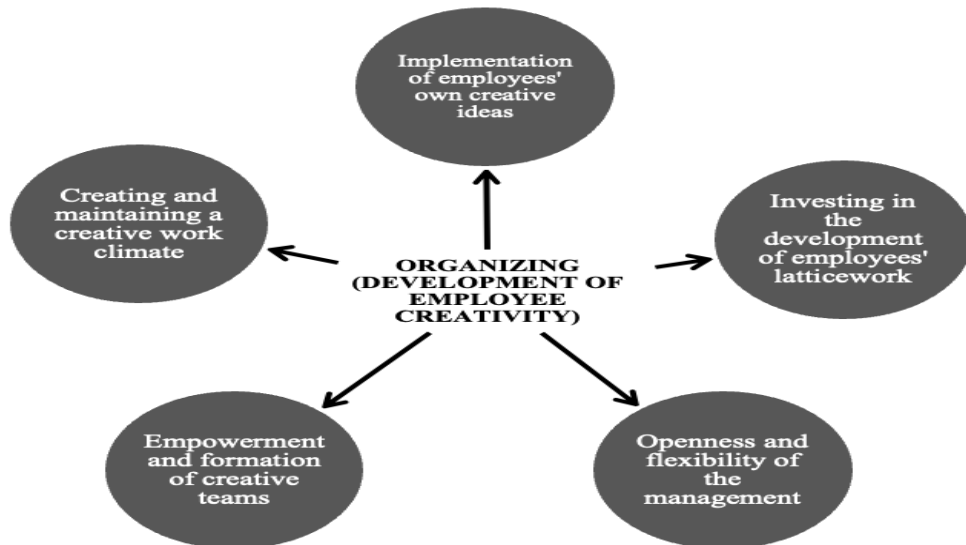 Implementation
of employees'
own creative
ideas
Creating and
maintaining a
creative work
climate
Investing in
the
development
of employees'
latticework
ORGANIZING
(DEVELOPMENT OF
EMPLOYEE
CREATIVITY)
Empowerment
and formation
of creative
teams
Openness and
flexibility of
the
management